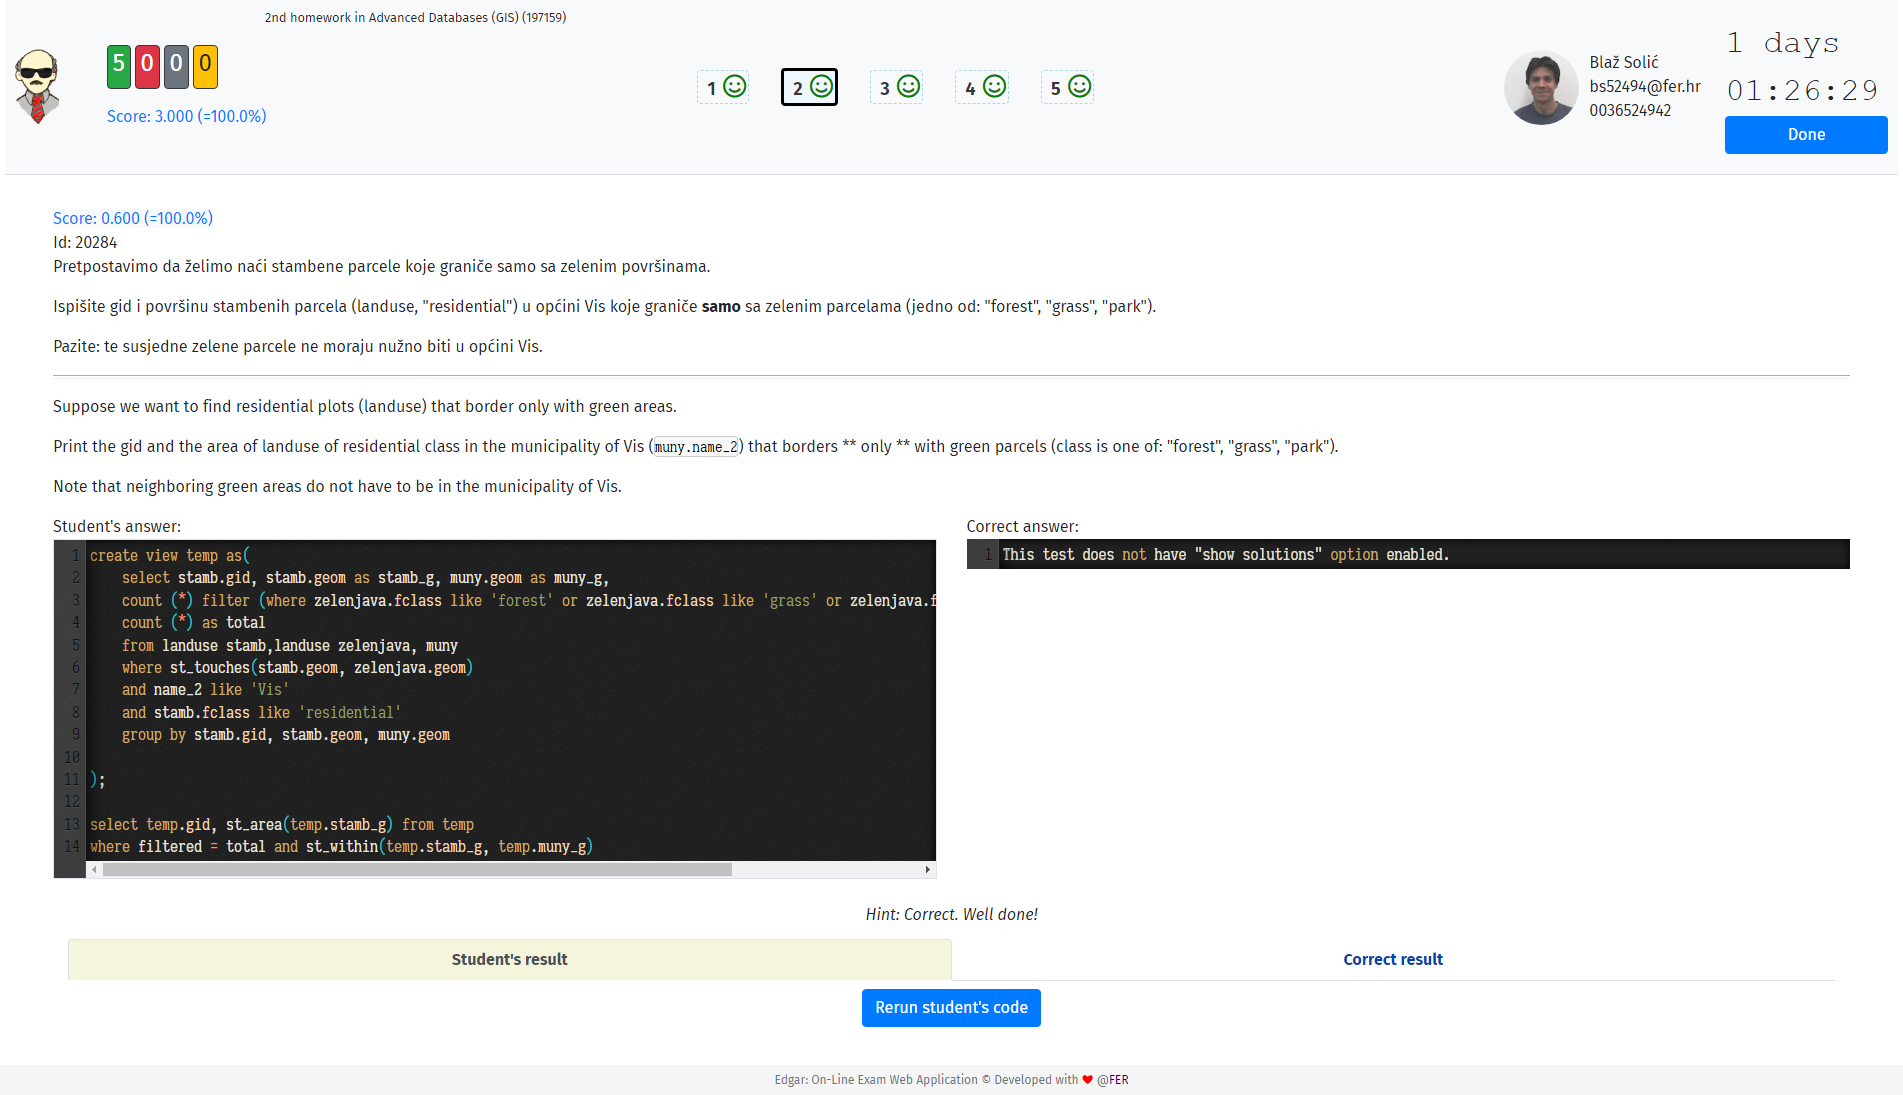 2nd homework in Advanced Databases (GIS) (197159)
5 0 0 0
Score: 3.000 (=100.0%)
1 2 3 4 5
Blaž Solić
bs52494@fer.hr
0036524942
1 days
01:26:29
Done
Score: 0.600 (=100.0%)
Id: 20284
Pretpostavimo da želimo naći stambene parcele koje graniče samo sa zelenim površinama.
Ispišite gid i površinu stambenih parcela (landuse, "residential") u općini Vis koje graniče samo sa zelenim parcelama (jedno od: "forest", "grass", "park").
Pazite: te susjedne zelene parcele ne moraju nužno biti u općini Vis.
Suppose we want to find residential plots (landuse) that border only with green areas.
Print the gid and the area of landuse of residential class in the municipality of Vis (muny.name_2) that borders ** only ** with green parcels (class is one of: "forest", "grass", "park").
Note that neighboring green areas do not have to be in the municipality of Vis.
Student's answer:
1 create view temp as(
2 select stamb.gid, stamb.geom as stamb_g, muny.geom as muny_g,
3 count (*) filter (where zelenjava.fclass like 'forest' or zelenjava.fclass like 'grass' or zelenjava.f
4 count (*) as total
5 from landuse stamb,landuse zelenjava, muny
6 where st_touches(stamb.geom, zelenjava.geom)
7 and name_2 like 'Vis'
8 and stamb.fclass like 'residential'
9 group by stamb.gid, stamb.geom, muny.geom
10
11 );
12
13 select temp.gid, st_area(temp.stamb_g) from temp
14 where filtered = total and st_within(temp.stamb_g, temp.muny_g)
Correct answer:
1 This test does not have "show solutions" option enabled.
Hint: Correct. Well done!
Student's result
Correct result
Rerun student's code
Edgar: On-Line Exam Web Application © Developed with ❤ @FER